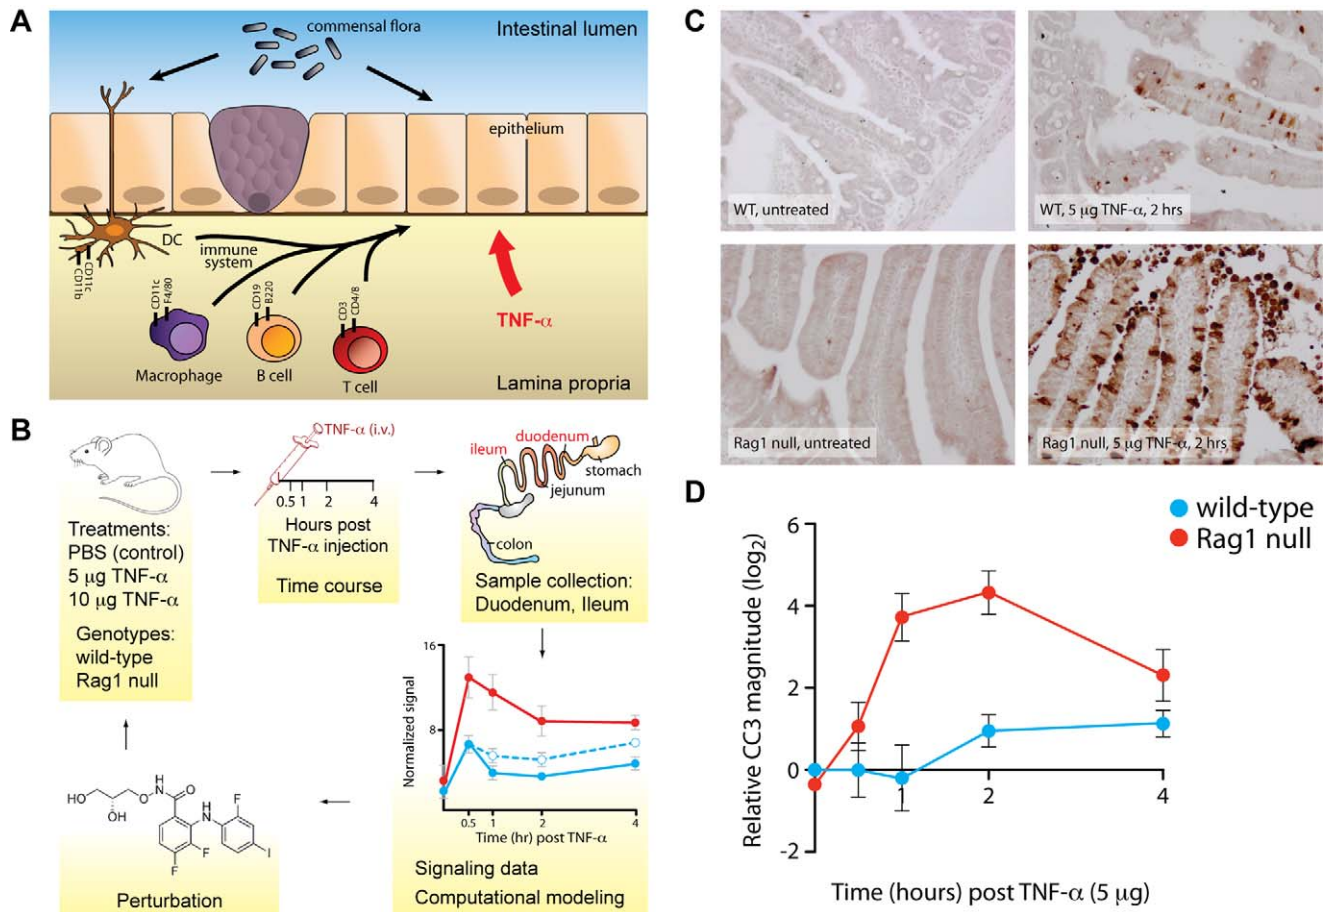 A
commensal flora
Intestinal lumen
epithelium
DC
immune
system
CD11c
CD11b
CD11c
F4/80
CD19
B220
CD3
CD4/8
TNF-α
Macrophage
B cell
T cell
Lamina propria
B
Treatments:
PBS (control)
5 μg TNF-α
10 μg TNF-α
Genotypes:
wild-type
Rag1 null
TNF-α (i.v.)
0.5 1 2 4
Hours post
TNF-α injection
Time course
duodenum
ileum
stomach
jejunum
colon
Sample collection:
Duodenum, Ileum
16
8
Normalized signal
0.5 1 2 4
Time (hr) post TNF-α
Signaling data
Computational modeling
HO
OH
O
NH
O
H
N
F
F
F
I
Perturbation
C
WT, untreated
WT, 5 μg TNF-α, 2 hrs
Rag1 null, untreated
Rag1 null, 5 μg TNF-α, 2 hrs
D
wild-type
Rag1 null
Relative CC3 magnitude (log2)
6
4
2
0
-2
2 4
Time (hours) post TNF-α (5 μg)